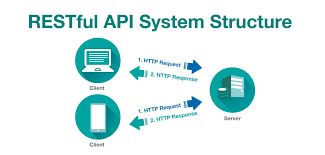 RESTful API System Structure
1. HTTP Request
2. HTTP Response
Client
1. HTTP Request
2. HTTP Response
Client
Server